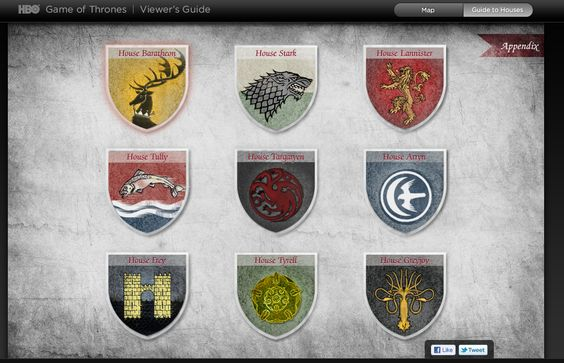 HBO Game of Thrones | Viewer's Guide
Map
Guide to Houses
Appendix
House Baratheon
House Stark
House Lannister
House Tully
House Targaryen
House Arryn
House Frey
House Tyrell
House Greyjoy
Like
Tweet